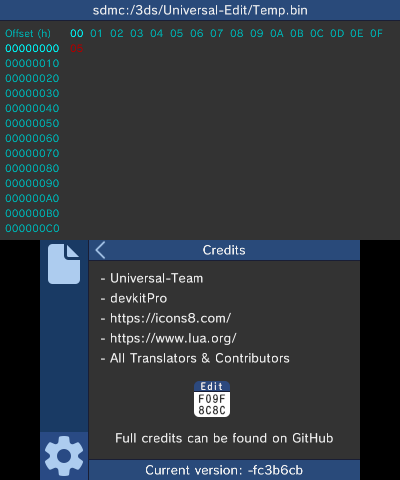 sdmc:/3ds/Universal-Edit/Temp.bin
Offset (h) 00 01 02 03 04 05 06 07 08 09 0A 0B 0C 0D 0E 0F
00000000
00000010
00000020
00000030
00000040
00000050
00000060
00000070
00000080
00000090
000000A0
000000B0
000000C0
Credits
- Universal-Team
- devkitPro
- https://icons8.com/
- https://www.lua.org/
- All Translators & Contributors
Edit
F09F
8C8C
Full credits can be found on GitHub
Current version: -fc3b6cb